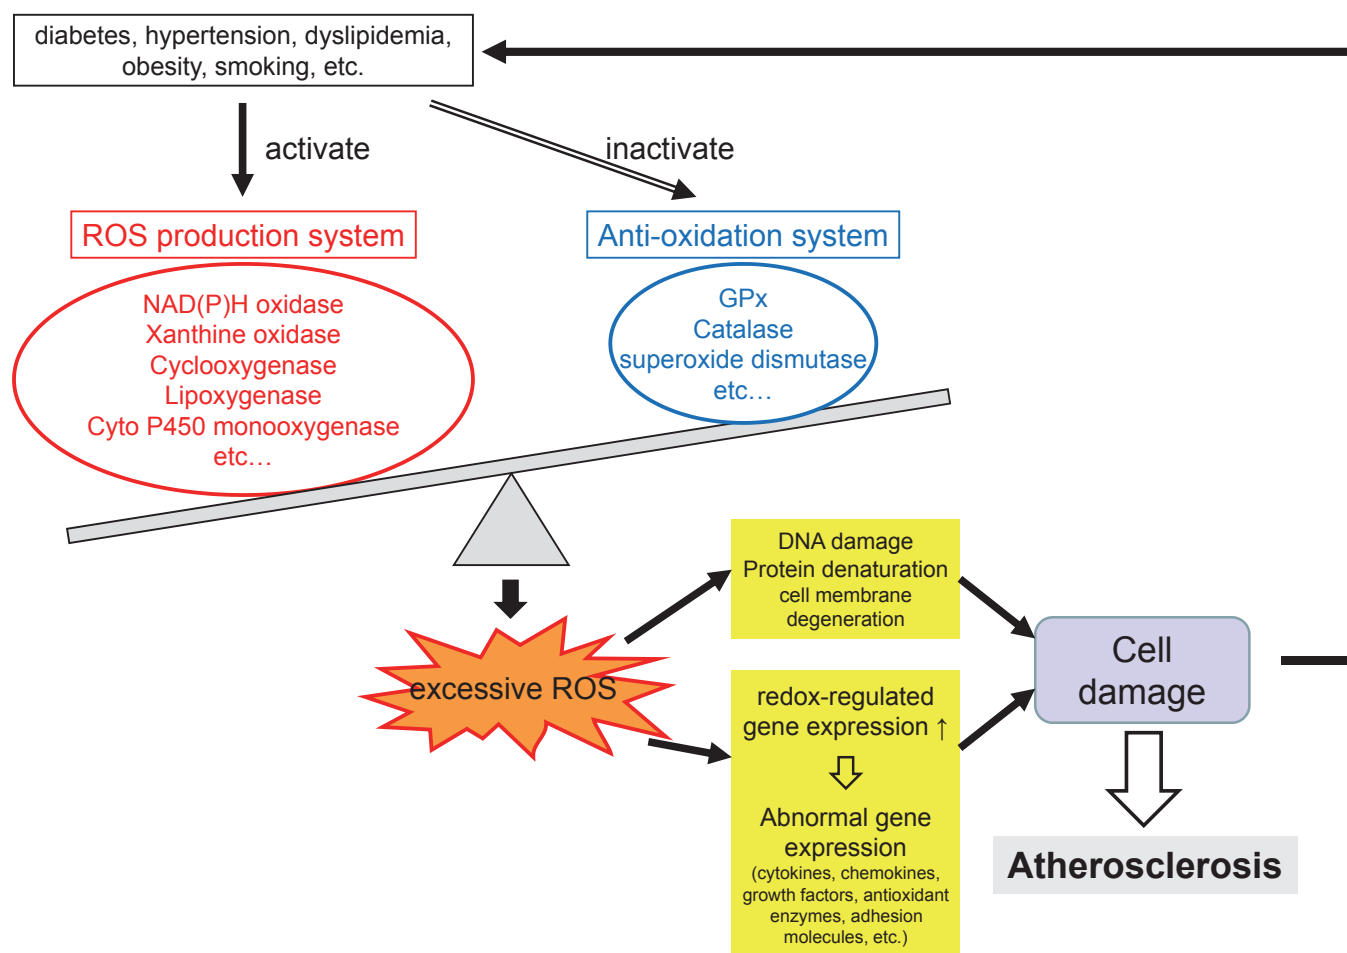 diabetes, hypertension, dyslipidemia,
obesity, smoking, etc.
activate
inactivate
ROS production system
Anti-oxidation system
NAD(P)H oxidase
Xanthine oxidase
Cyclooxygenase
Lipoxygenase
Cyto P450 monooxygenase
etc…
GPx
Catalase
superoxide dismutase
etc…
excessive ROS
DNA damage
Protein denaturation
cell membrane
degeneration
redox-regulated
gene expression ↑
Abnormal gene
expression
(cytokines, chemokines,
growth factors, antioxidant
enzymes, adhesion
molecules, etc.)
Cell
damage
Atherosclerosis